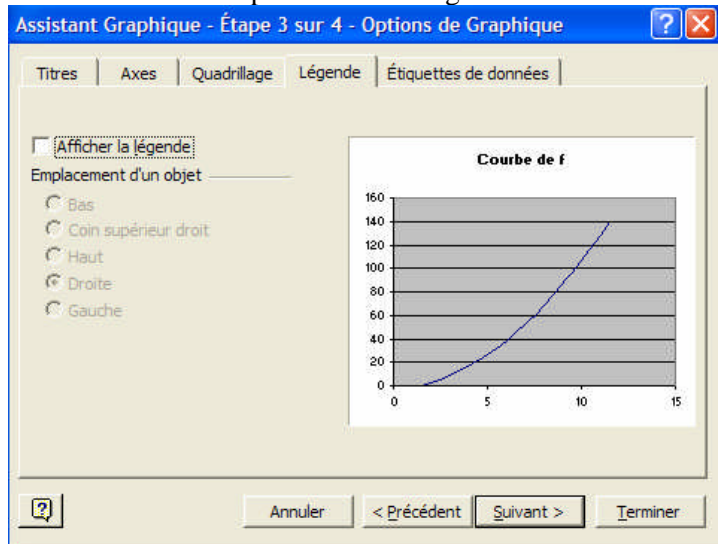 Assistant Graphique - Étape 3 sur 4 - Options de Graphique
Titres Axes Quadrillage Légende Étiquettes de données
Afficher la légende
Emplacement d'un objet
Bas
Coin supérieur droit
Haut
Droite
Gauche
Courbe de f
160
140
120
100
80
60
40
20
0
0 5 10 15
Annuler < Précédent Suivant > Terminer